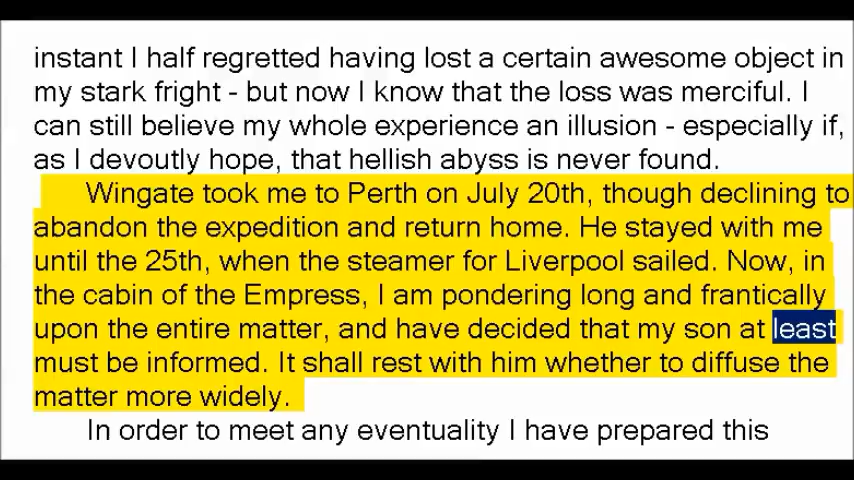 instant I half regretted having lost a certain awesome object in
my stark fright - but now I know that the loss was merciful. I
can still believe my whole experience an illusion - especially if,
as I devoutly hope, that hellish abyss is never found.
Wingate took me to Perth on July 20th, though declining to
abandon the expedition and return home. He stayed with me
until the 25th, when the steamer for Liverpool sailed. Now, in
the cabin of the Empress, I am pondering long and frantically
upon the entire matter, and have decided that my son at least
must be informed. It shall rest with him whether to diffuse the
matter more widely.
In order to meet any eventuality I have prepared this